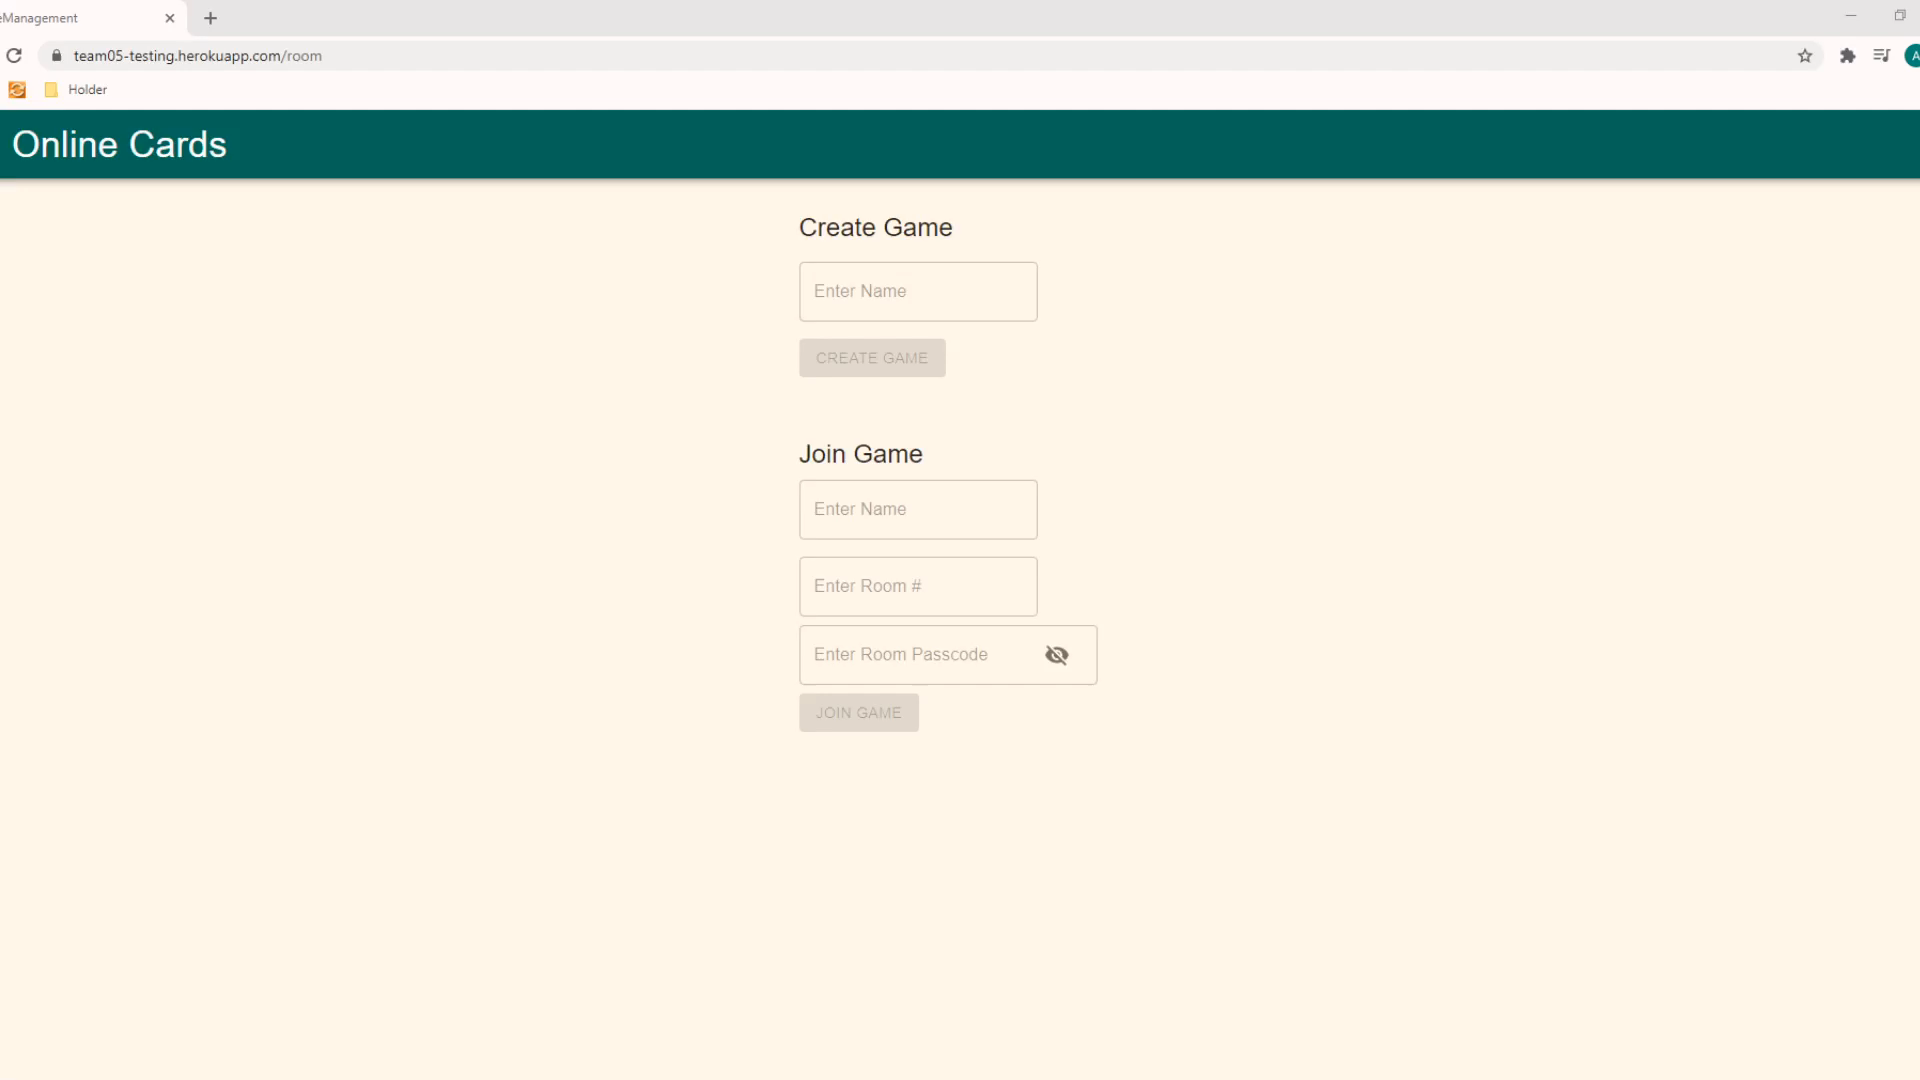 eManagement
team05-testing.herokuapp.com/room
A
Holder
Online Cards
Create Game
Enter Name
CREATE GAME
Join Game
Enter Name
Enter Room #
Enter Room Passcode
JOIN GAME